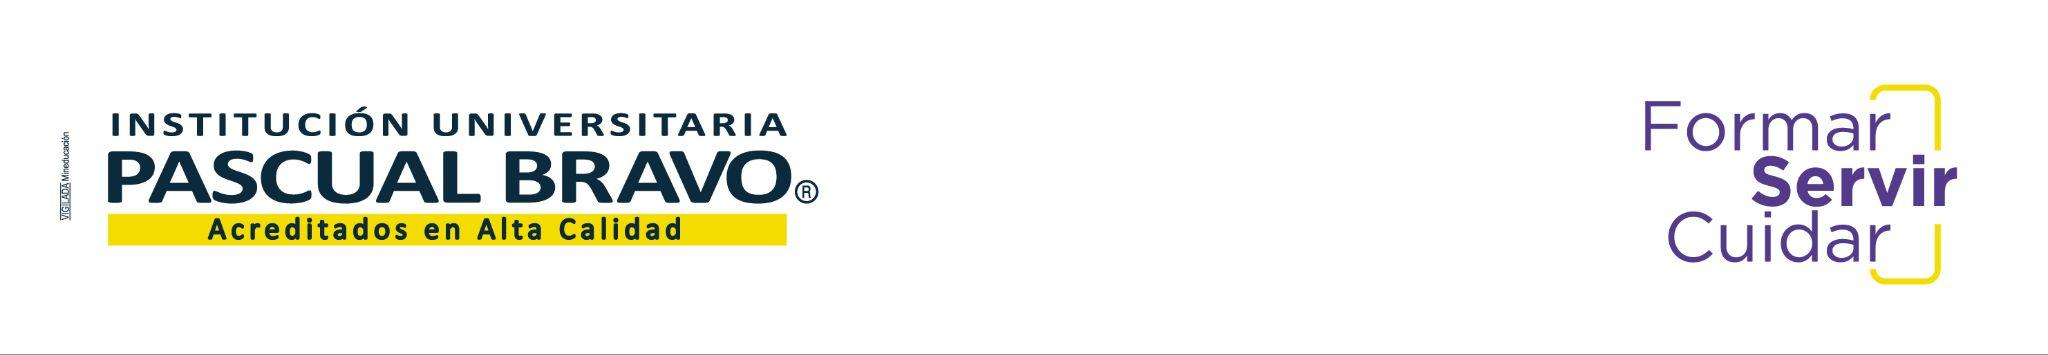 VIGILADA Mineducación
INSTITUCIÓN UNIVERSITARIA
PASCUAL BRAVO®
Acreditados en Alta Calidad
Formar
Servir
Cuidar